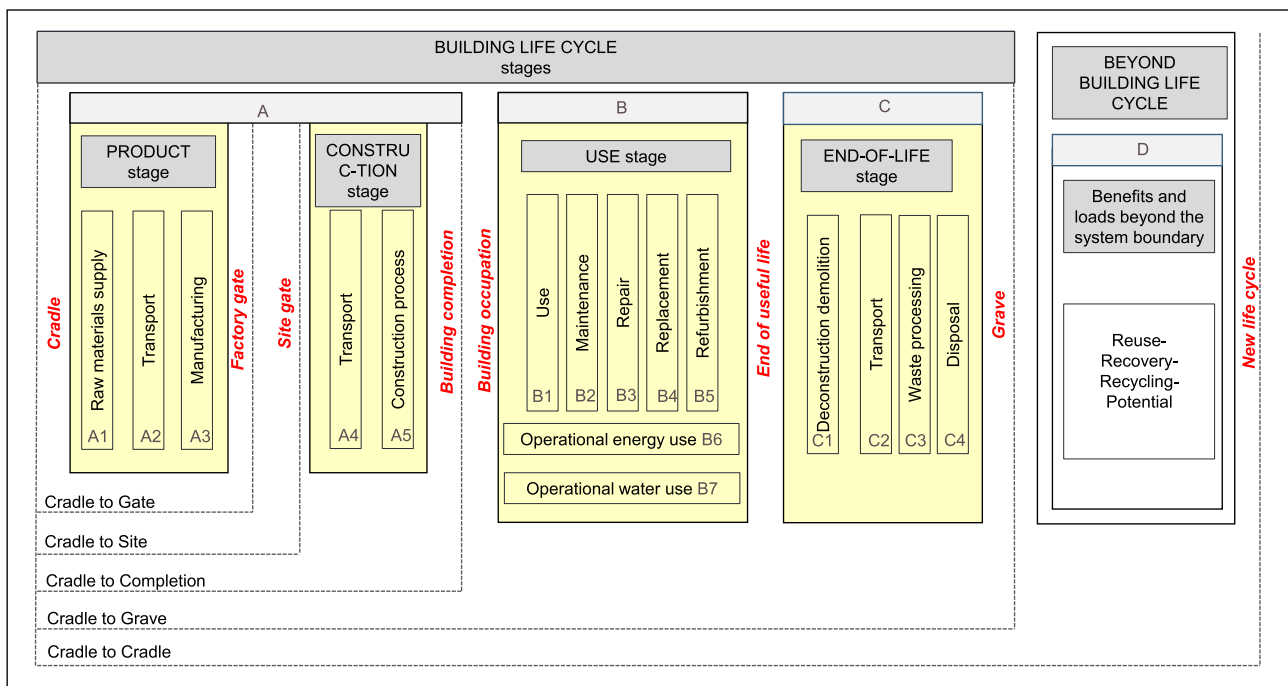 BUILDING LIFE CYCLE
stages
A
PRODUCT
stage
Cradle
Raw materials supply
A1
Transport
A2
Manufacturing
A3
Factory gate
Site gate
CONSTRU
C-TION
stage
Transport
A4
Construction process
A5
Building completion
Building occupation
B
USE stage
Use
B1
Maintenance
B2
Repair
B3
Replacement
B4
Refurbishment
B5
Operational energy use B6
Operational water use B7
End of useful life
C
END-OF-LIFE
stage
Deconstruction demolition
C1
Transport
C2
Waste processing
C3
Disposal
C4
Grave
BEYOND
BUILDING LIFE
CYCLE
D
Benefits and
loads beyond the
system boundary
Reuse-
Recovery-
Recycling-
Potential
New life cycle
Cradle to Gate
Cradle to Site
Cradle to Completion
Cradle to Grave
Cradle to Cradle